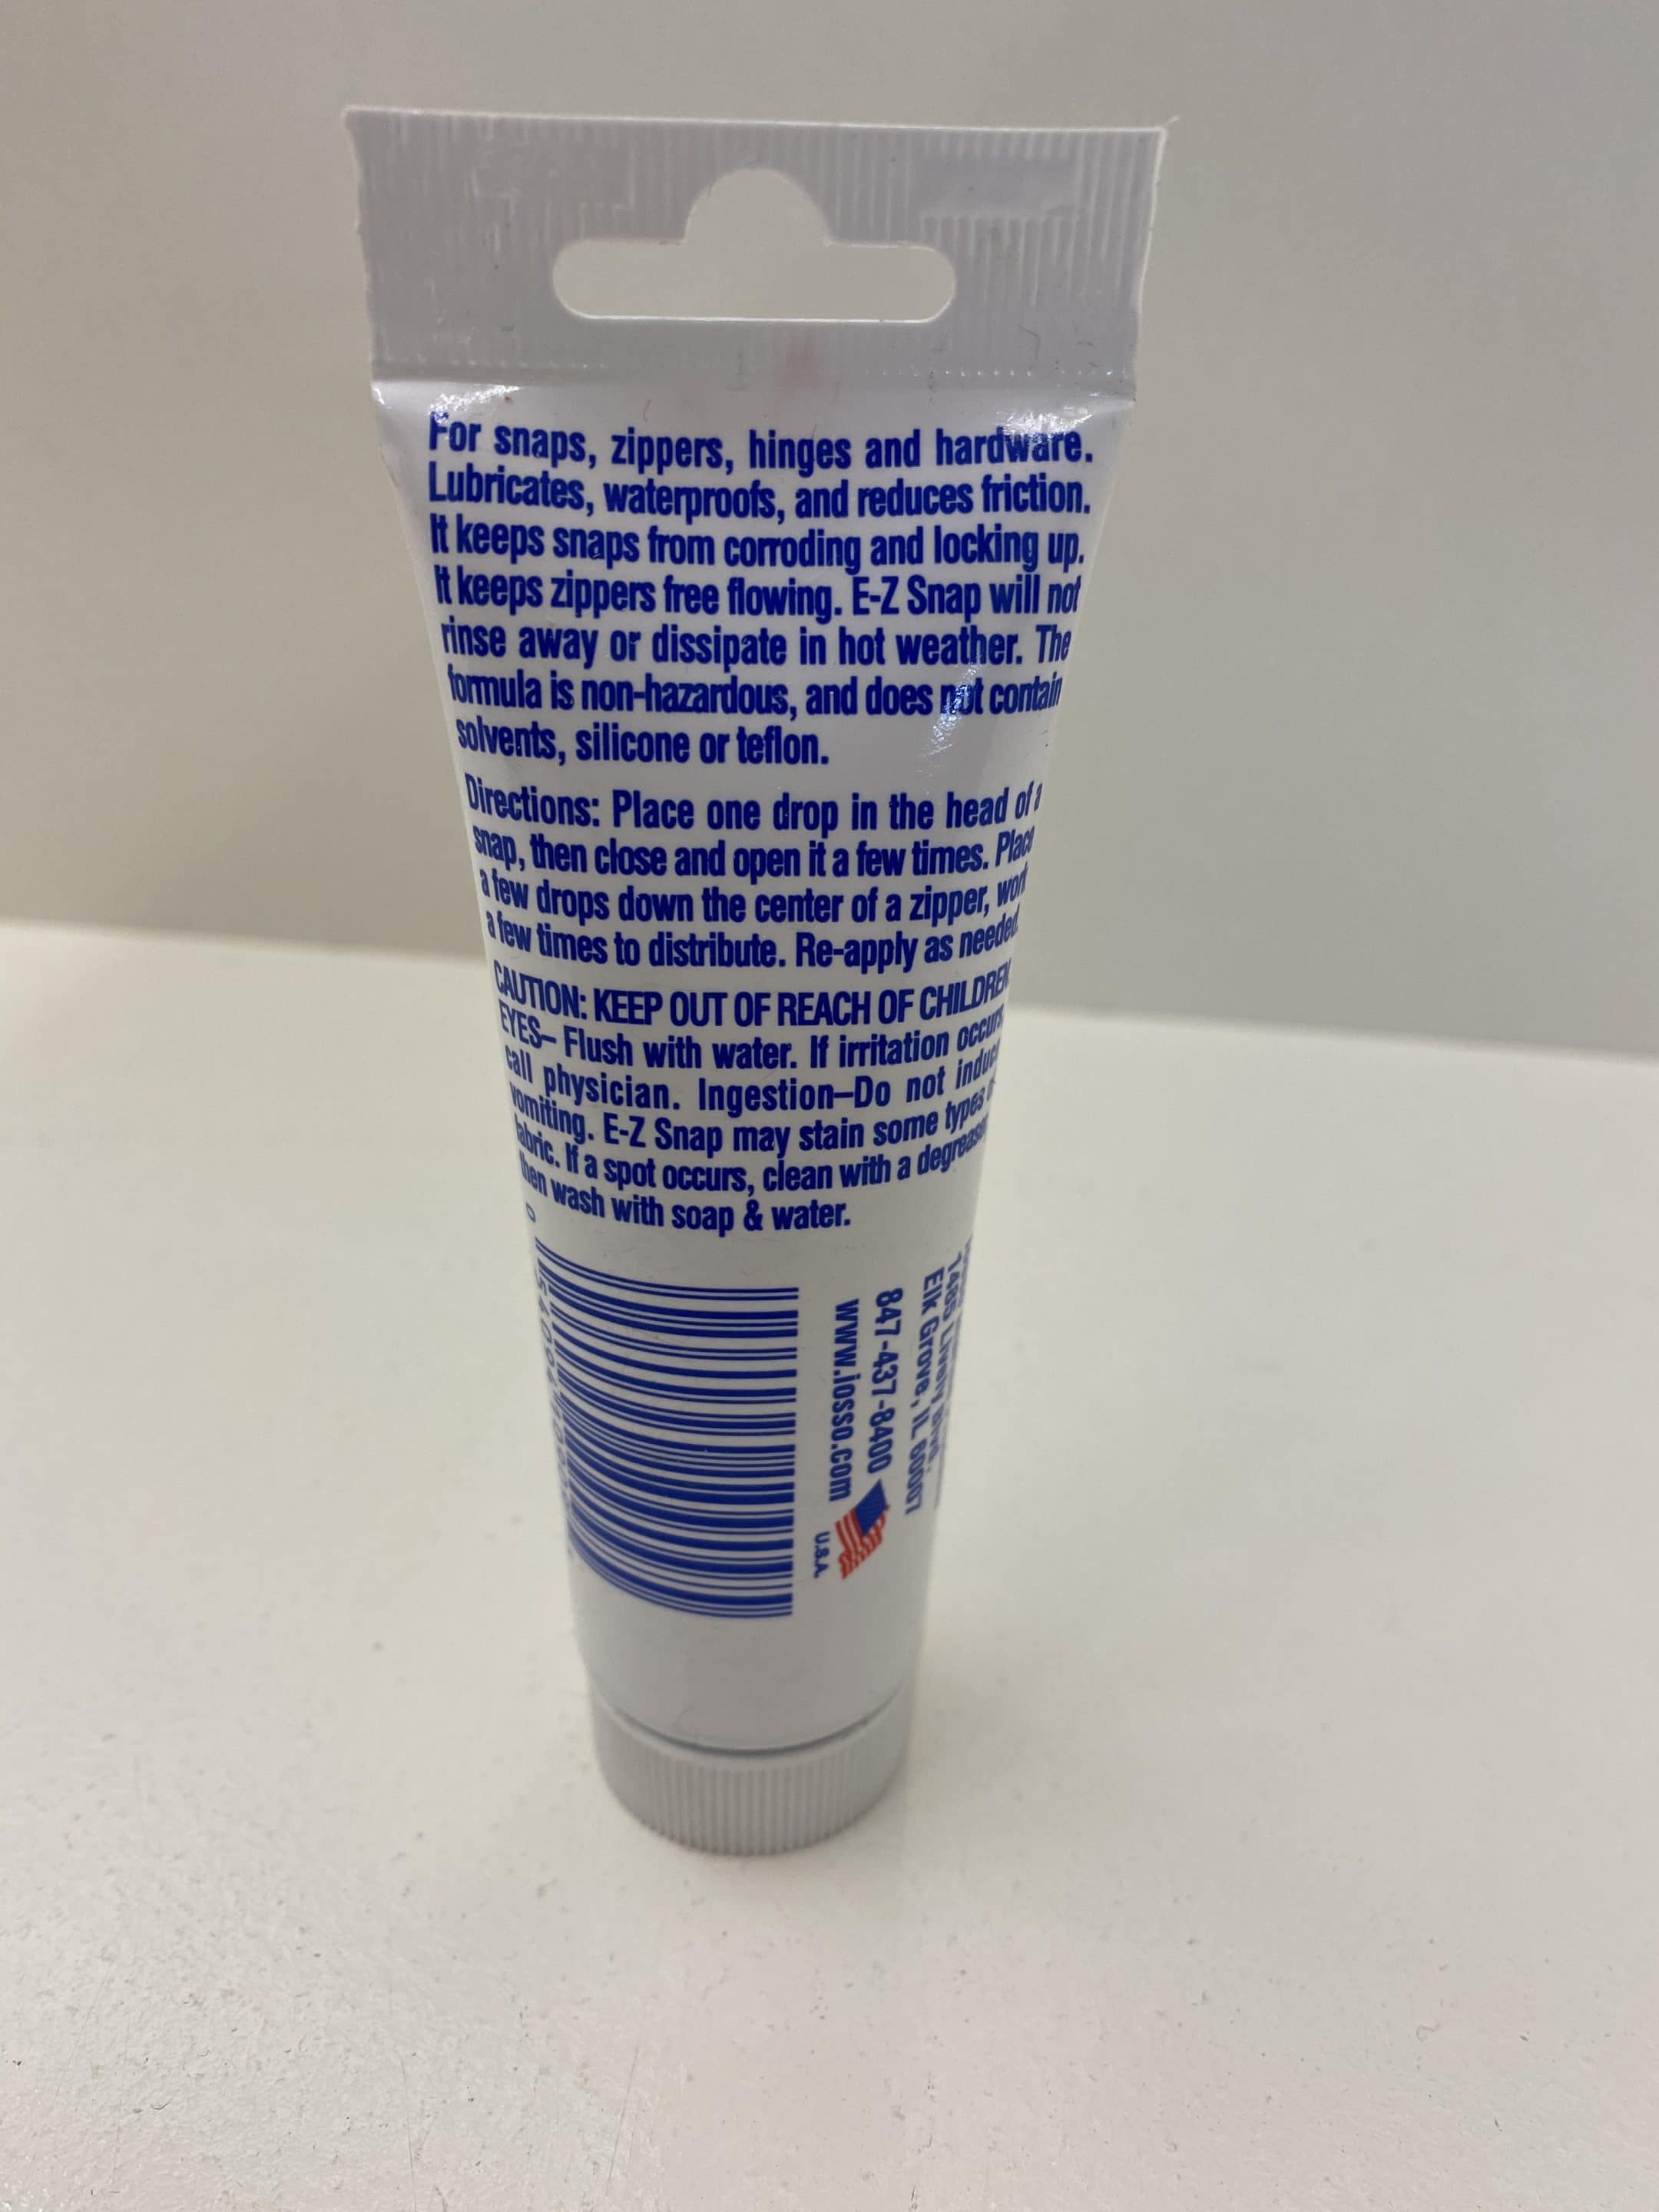 For snaps, zippers, hinges and hardware.
Lubricates, waterproofs, and reduces friction.
It keeps snaps from corroding and locking up.
It keeps zippers free flowing. E-Z Snap will not
rinse away or dissipate in hot weather. The
formula is non-hazardous, and does not contain
solvents, silicone or teflon.
Directions: Place one drop in the head of a
snap, then close and open it a few times. Place
a few drops down the center of a zipper, work
a few times to distribute. Re-apply as needed.
CAUTION: KEEP OUT OF REACH OF CHILDREN.
EYES– Flush with water. If irritation occurs,
call physician. Ingestion–Do not induce
vomiting. E-Z Snap may stain some types
fabric. If a spot occurs, clean with a degreaser
then wash with soap & water.
1485 Lively Blvd.
Elk Grove, IL 60007
847-437-8400
www.iosso.com
U.S.A.